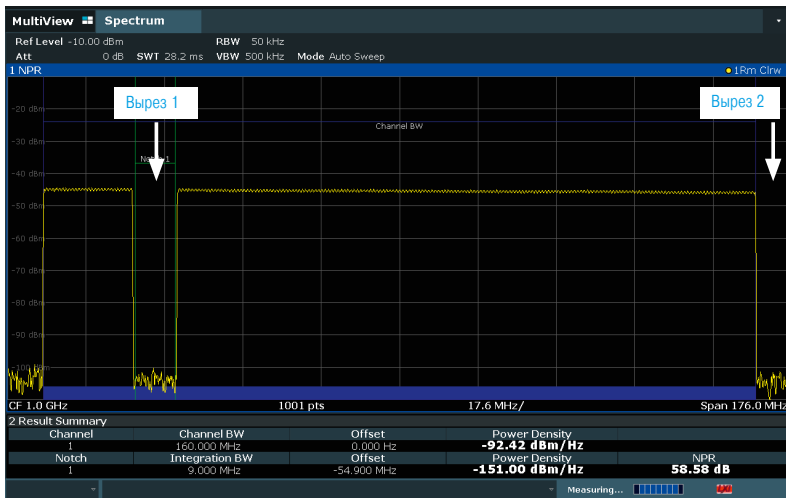 MultiView Spectrum
Ref Level -10.00 dBm RBW 50 kHz
Att 0 dB SWT 28.2 ms VBW 500 kHz Mode Auto Sweep
1 NPR 1Rm Clrw
Вырез 1
Вырез 2
-20 dBm
Channel BW
-30 dBm
Notch 1
-40 dBm
-50 dBm
-60 dBm
-70 dBm
-80 dBm
-90 dBm
-100 dBm
CF 1.0 GHz 1001 pts 17.6 MHz/ Span 176.0 MHz
2 Result Summary
Channel Channel BW Offset Power Density
1 160.000 MHz 0.000 Hz -92.42 dBm/Hz
Notch Integration BW Offset Power Density NPR
1 9.000 MHz -54.900 MHz -151.00 dBm/Hz 58.58 dB
Measuring...